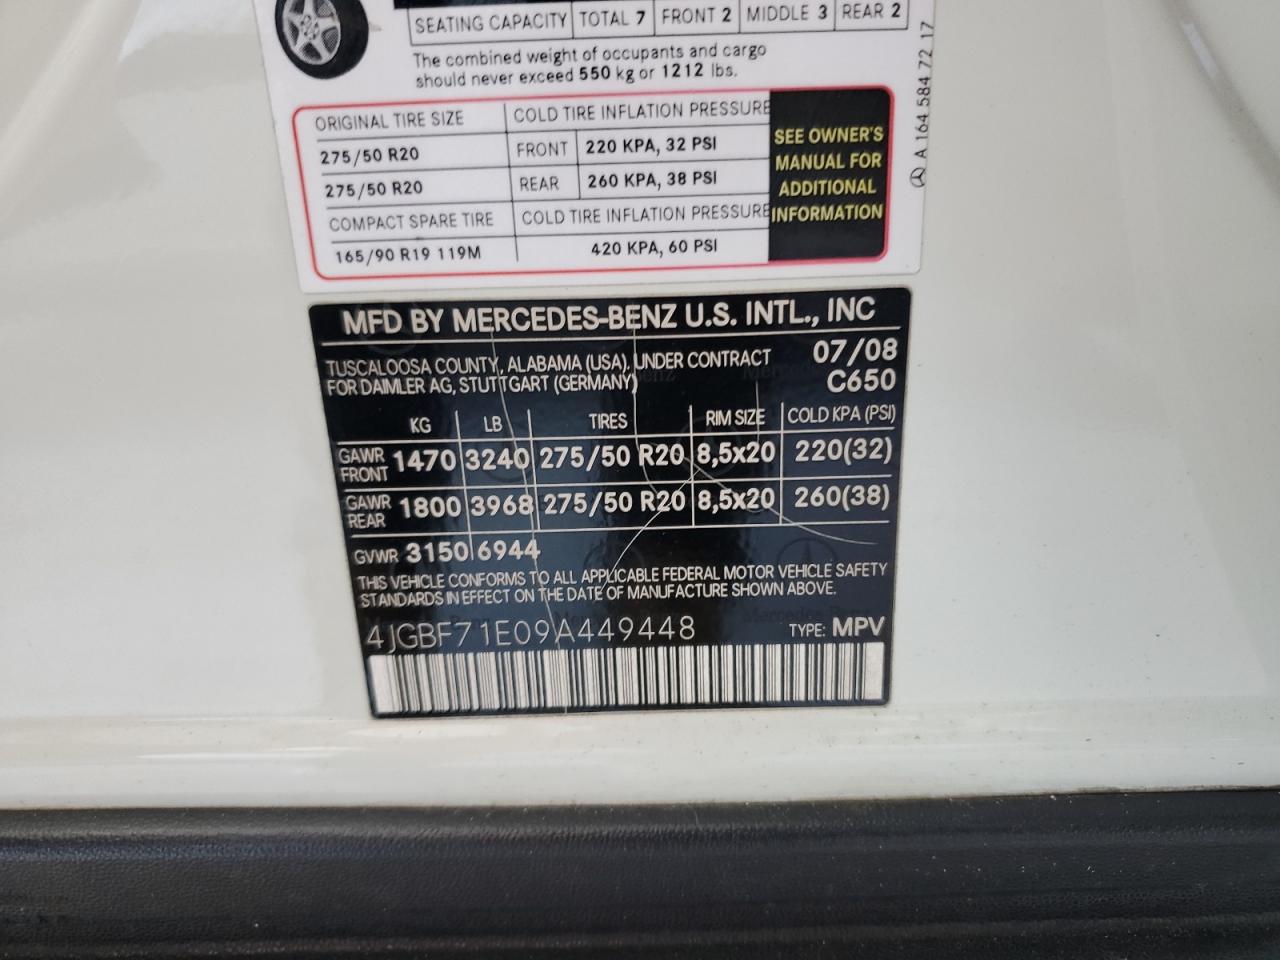 SEATING CAPACITY TOTAL 7 FRONT 2 MIDDLE 3 REAR 2
The combined weight of occupants and cargo
should never exceed 550 kg or 1212 lbs.
ORIGINAL TIRE SIZE COLD TIRE INFLATION PRESSURE
275/50 R20 FRONT 220 KPA, 32 PSI
275/50 R20 REAR 260 KPA, 38 PSI
COMPACT SPARE TIRE COLD TIRE INFLATION PRESSURE
165/90 R19 119M 420 KPA, 60 PSI
SEE OWNER'S
MANUAL FOR
ADDITIONAL
INFORMATION
A 164 584 72 17
MFD BY MERCEDES-BENZ U.S. INTL., INC
TUSCALOOSA COUNTY, ALABAMA (USA), UNDER CONTRACT 07/08
FOR DAIMLER AG, STUTTGART (GERMANY) C650
KG LB TIRES RIM SIZE COLD KPA (PSI)
GAWR FRONT 1470 3240 275/50 R20 8,5x20 220(32)
GAWR REAR 1800 3968 275/50 R20 8,5x20 260(38)
GVWR 3150 6944
THIS VEHICLE CONFORMS TO ALL APPLICABLE FEDERAL MOTOR VEHICLE SAFETY
STANDARDS IN EFFECT ON THE DATE OF MANUFACTURE SHOWN ABOVE.
4JGBF71E09A449448 TYPE: MPV